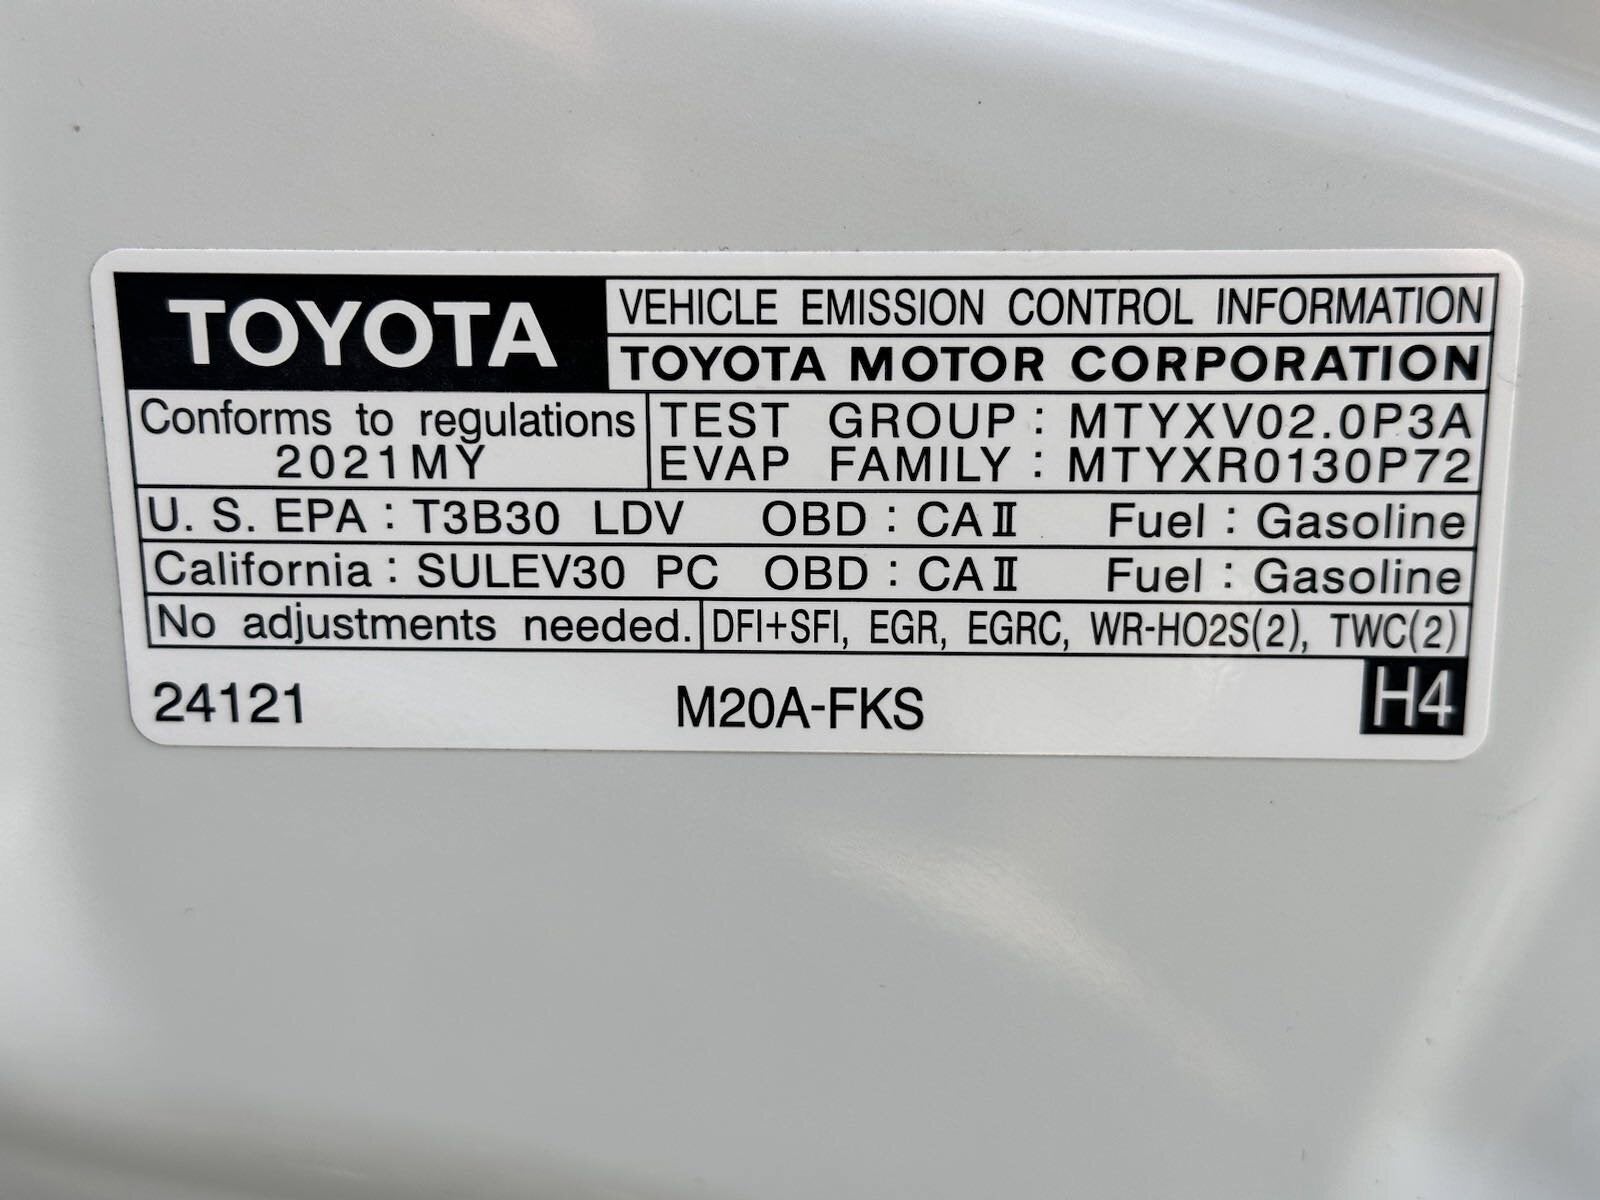 TOYOTA
VEHICLE EMISSION CONTROL INFORMATION
TOYOTA MOTOR CORPORATION
Conforms to regulations
2021MY
TEST GROUP : MTYXV02.0P3A
EVAP FAMILY : MTYXR0130P72
U. S. EPA : T3B30 LDV OBD : CAⅡ Fuel : Gasoline
California : SULEV30 PC OBD : CAⅡ Fuel : Gasoline
No adjustments needed.
DFI+SFI, EGR, EGRC, WR-HO2S(2), TWC(2)
24121
M20A-FKS
H4